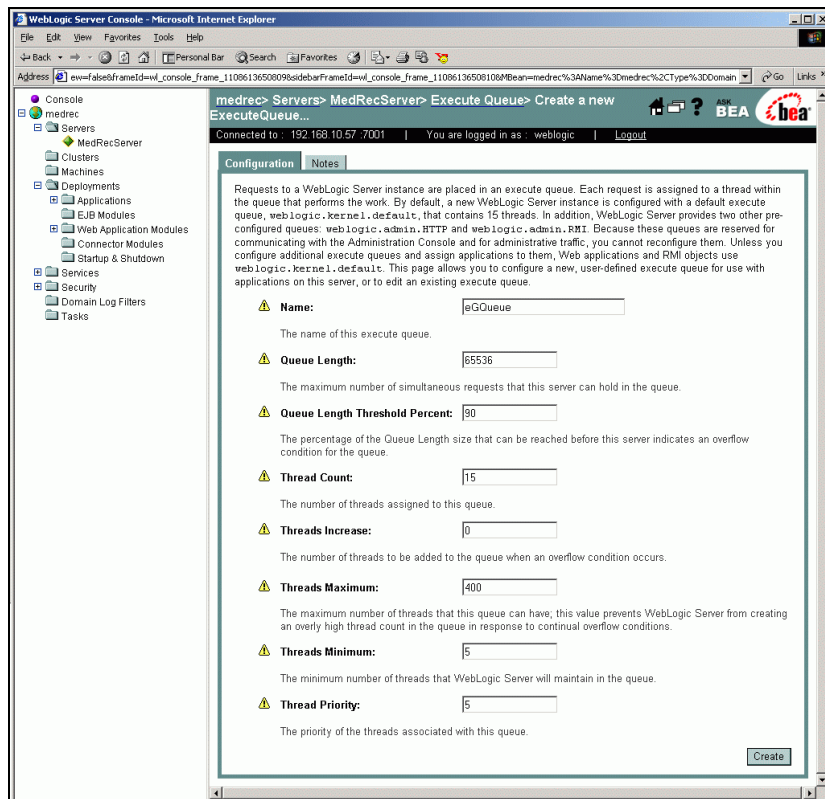 WebLogic Server Console - Microsoft Internet Explorer
File Edit View Favorites Tools Help
Back Personal Bar Search Favorites
Address ew=false&frameId=wl_console_frame_1108613650809&sidebarFrameId=wl_console_frame_1108613650810&MBean=medrec%3AName%3Dmedrec%2CType%3DDomain Go Links »
Console
medrec
Servers
MedRecServer
Clusters
Machines
Deployments
Applications
EJB Modules
Web Application Modules
Connector Modules
Startup & Shutdown
Services
Security
Domain Log Filters
Tasks
medrec> Servers> MedRecServer> Execute Queue> Create a new
ExecuteQueue...
? ASK BEA bea
Connected to : 192.168.10.57 :7001 | You are logged in as : weblogic | Logout
Configuration Notes
Requests to a WebLogic Server instance are placed in an execute queue. Each request is assigned to a thread within
the queue that performs the work. By default, a new WebLogic Server instance is configured with a default execute
queue, weblogic.kernel.default, that contains 15 threads. In addition, WebLogic Server provides two other pre-
configured queues: weblogic.admin.HTTP and weblogic.admin.RMI. Because these queues are reserved for
communicating with the Administration Console and for administrative traffic, you cannot reconfigure them. Unless you
configure additional execute queues and assign applications to them, Web applications and RMI objects use
weblogic.kernel.default. This page allows you to configure a new, user-defined execute queue for use with
applications on this server, or to edit an existing execute queue.
Name: eGQueue
The name of this execute queue.
Queue Length: 65536
The maximum number of simultaneous requests that this server can hold in the queue.
Queue Length Threshold Percent: 90
The percentage of the Queue Length size that can be reached before this server indicates an overflow
condition for the queue.
Thread Count: 15
The number of threads assigned to this queue.
Threads Increase: 0
The number of threads to be added to the queue when an overflow condition occurs.
Threads Maximum: 400
The maximum number of threads that this queue can have; this value prevents WebLogic Server from creating
an overly high thread count in the queue in response to continual overflow conditions.
Threads Minimum: 5
The minimum number of threads that WebLogic Server will maintain in the queue.
Thread Priority: 5
The priority of the threads associated with this queue.
Create